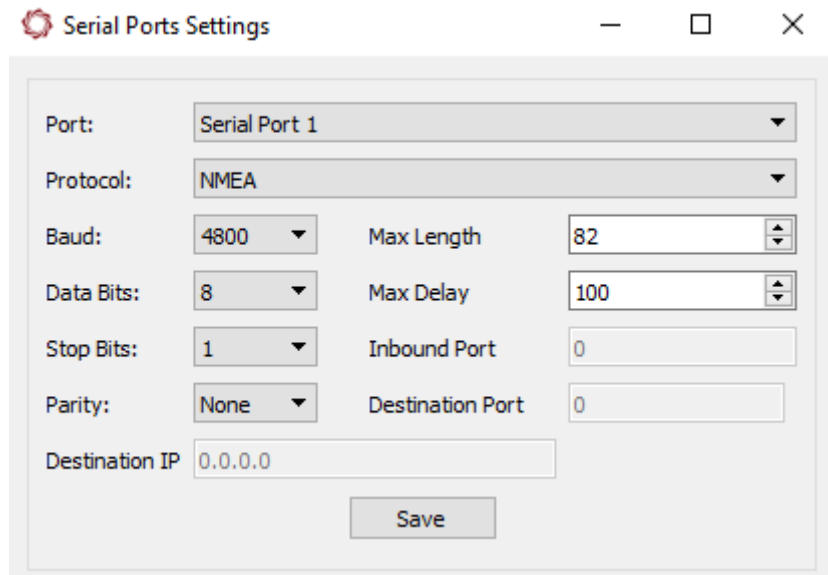 Serial Ports Settings
Port: Serial Port 1
Protocol: NMEA
Baud: 4800 Max Length 82
Data Bits: 8 Max Delay 100
Stop Bits: 1 Inbound Port 0
Parity: None Destination Port 0
Destination IP 0.0.0.0
Save